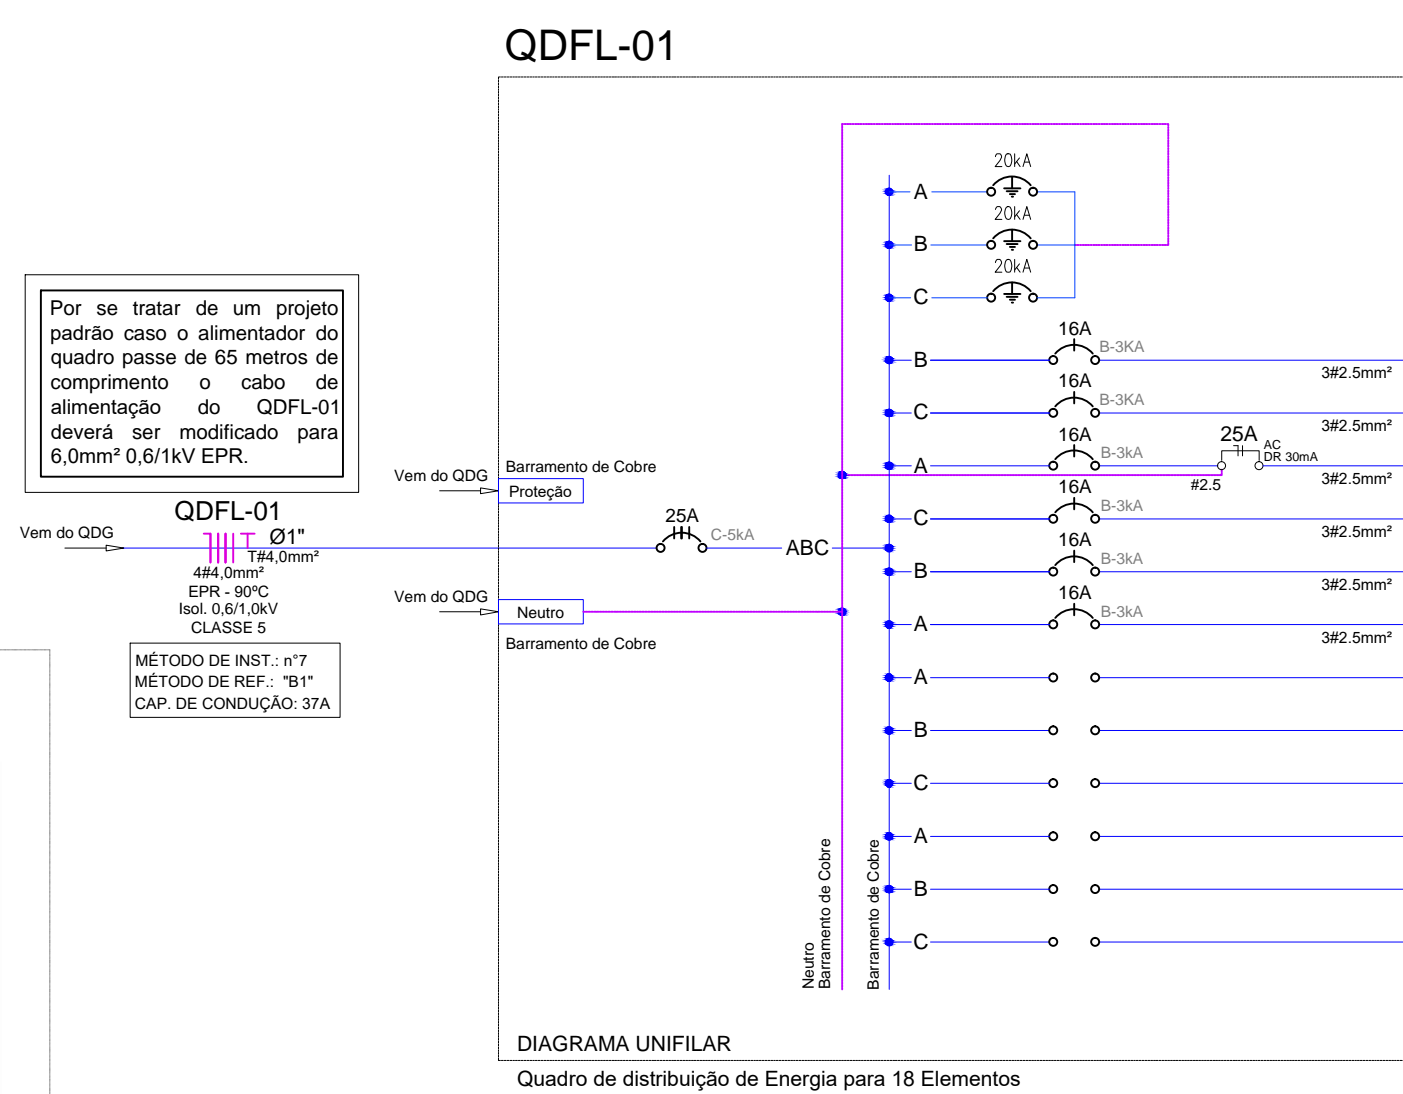 QDFL-01
Por se tratar de um projeto
padrão caso o alimentador do
quadro passe de 65 metros de
comprimento o cabo de
alimentação do QDFL-01
deverá ser modificado para
6,0mm² 0,6/1kV EPR.
QDFL-01
Vem do QDG
Ø1"
T#4,0mm²
4#4,0mm²
EPR - 90ºC
Isol. 0,6/1,0kV
CLASSE 5
MÉTODO DE INST.: n°7
MÉTODO DE REF.: "B1"
CAP. DE CONDUÇÃO: 37A
Vem do QDG
Barramento de Cobre
Proteção
25A
C-5kA
ABC
Vem do QDG
Neutro
Barramento de Cobre
20kA
A
20kA
B
20kA
C
16A
B
B-3KA
3#2.5mm²
16A
C
B-3KA
3#2.5mm²
16A
A
B-3kA
25A
AC
DR 30mA
#2.5
3#2.5mm²
16A
C
B-3kA
3#2.5mm²
16A
B
B-3kA
3#2.5mm²
16A
A
B-3kA
3#2.5mm²
A
B
C
A
B
C
Neutro
Barramento de Cobre
Barramento de Cobre
DIAGRAMA UNIFILAR
Quadro de distribuição de Energia para 18 Elementos